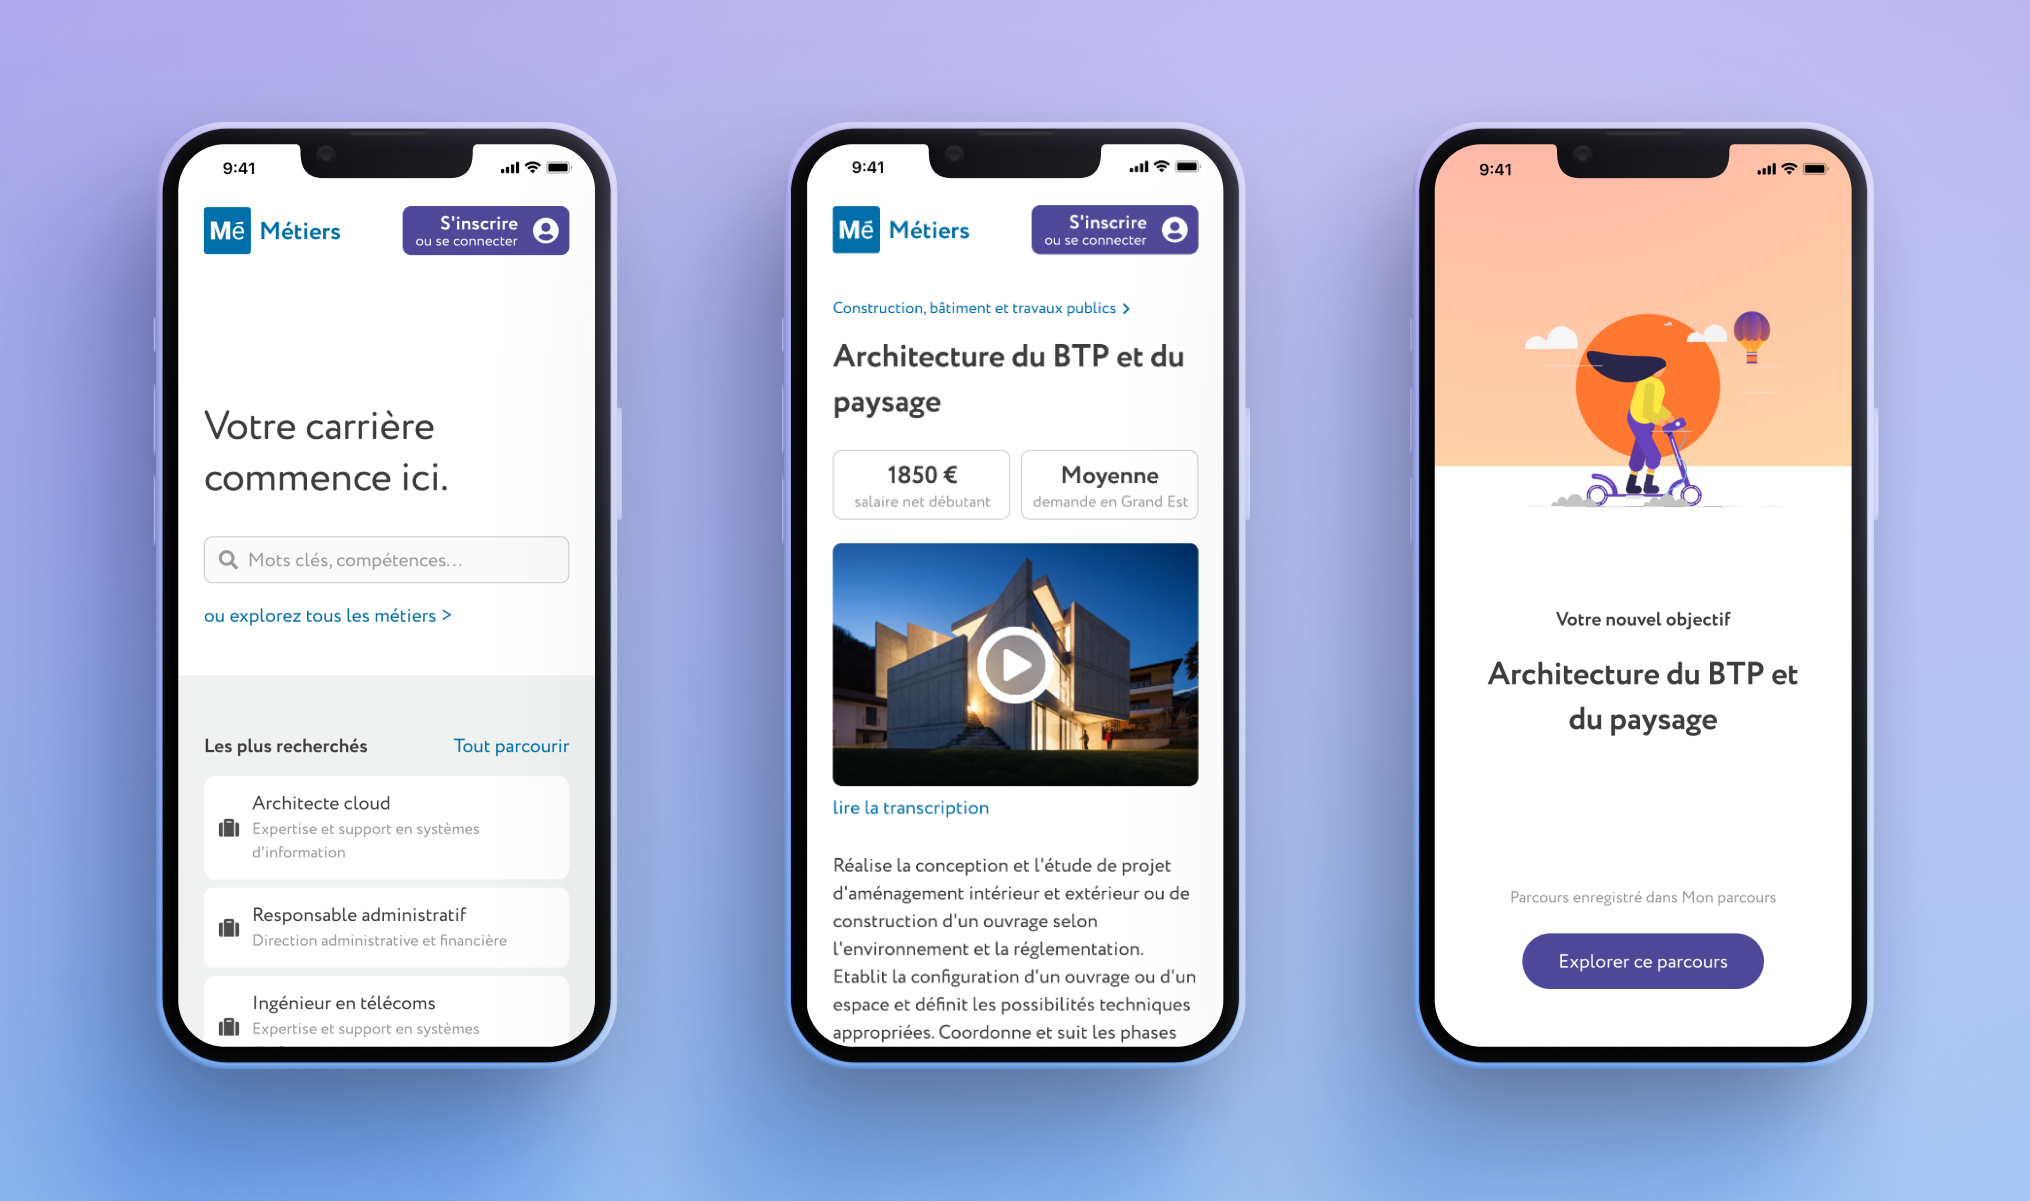 9:41
Mé Métiers
S'inscrire
ou se connecter
Votre carrière
commence ici.
Mots clés, compétences...
ou explorez tous les métiers >
Les plus recherchés
Tout parcourir
Architecte cloud
Expertise et support en systèmes
d'information
Responsable administratif
Direction administrative et financière
Ingénieur en télécoms
Expertise et support en systèmes
9:41
Mé Métiers
S'inscrire
ou se connecter
Construction, bâtiment et travaux publics >
Architecture du BTP et du
paysage
1850 €
salaire net débutant
Moyenne
demande en Grand Est
lire la transcription
Réalise la conception et l'étude de projet
d'aménagement intérieur et extérieur ou de
construction d'un ouvrage selon
l'environnement et la réglementation.
Etablit la configuration d'un ouvrage ou d'un
espace et définit les possibilités techniques
appropriées. Coordonne et suit les phases
9:41
Votre nouvel objectif
Architecture du BTP et
du paysage
Parcours enregistré dans Mon parcours
Explorer ce parcours